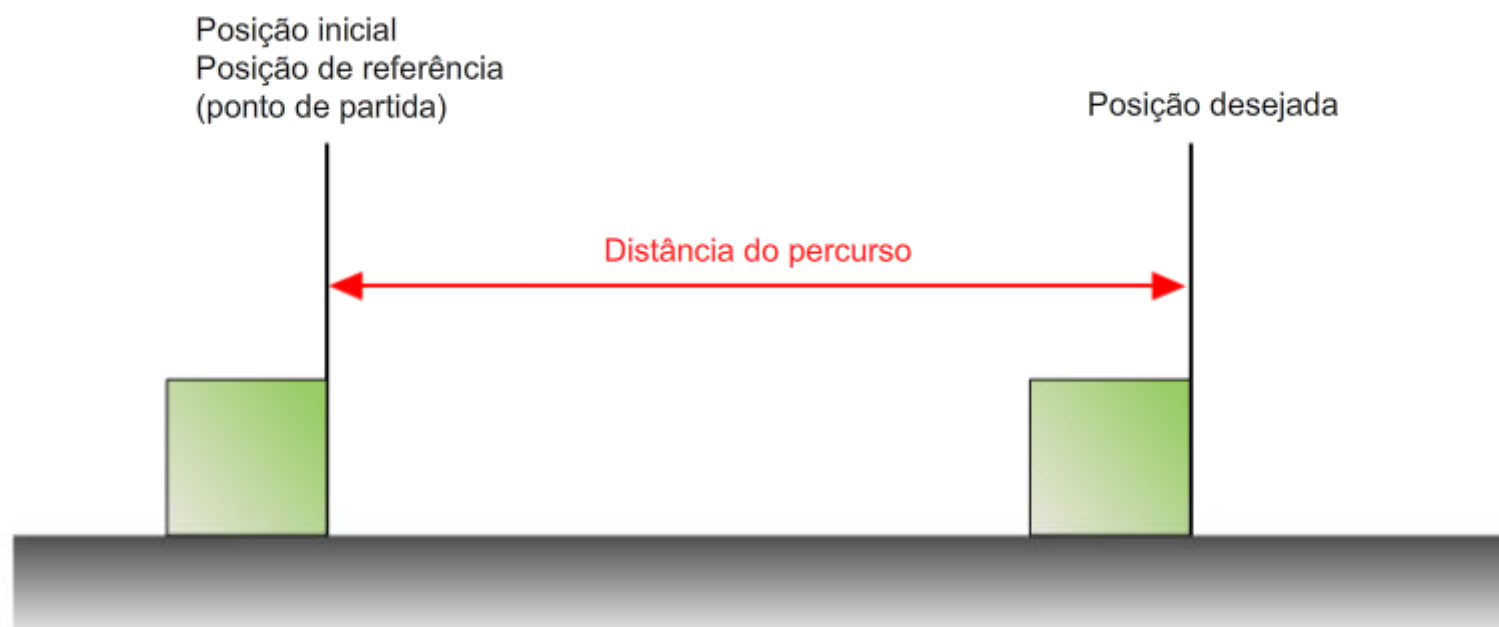 Posição inicial
Posição de referência
(ponto de partida)
Posição desejada
Distância do percurso